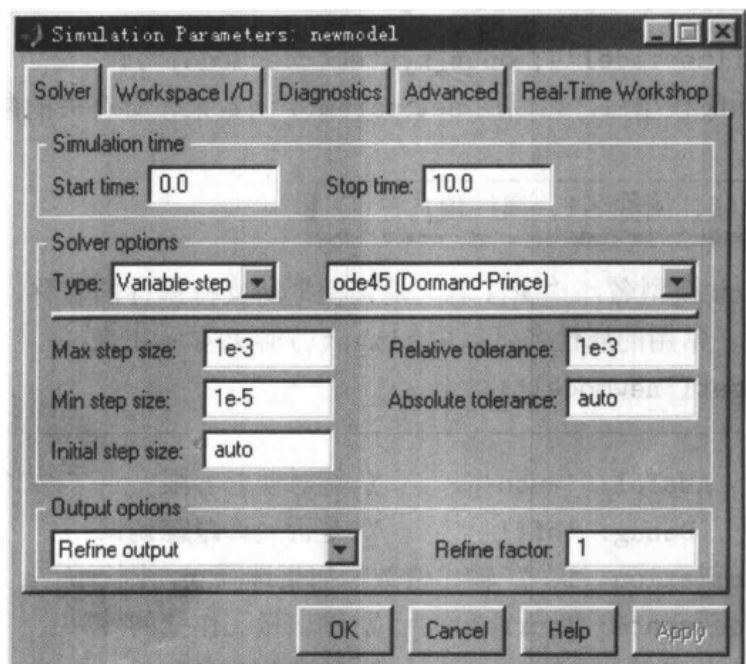 Simulation Parameters: newmodel
Solver Workspace I/O Diagnostics Advanced Real-Time Workshop
Simulation time
Start time: 0.0 Stop time: 10.0
Solver options
Type: Variable-step ode45 (Dormand-Prince)
Max step size: 1e-3 Relative tolerance: 1e-3
Min step size: 1e-5 Absolute tolerance: auto
Initial step size: auto
Output options
Refine output Refine factor: 1
OK Cancel Help Apply